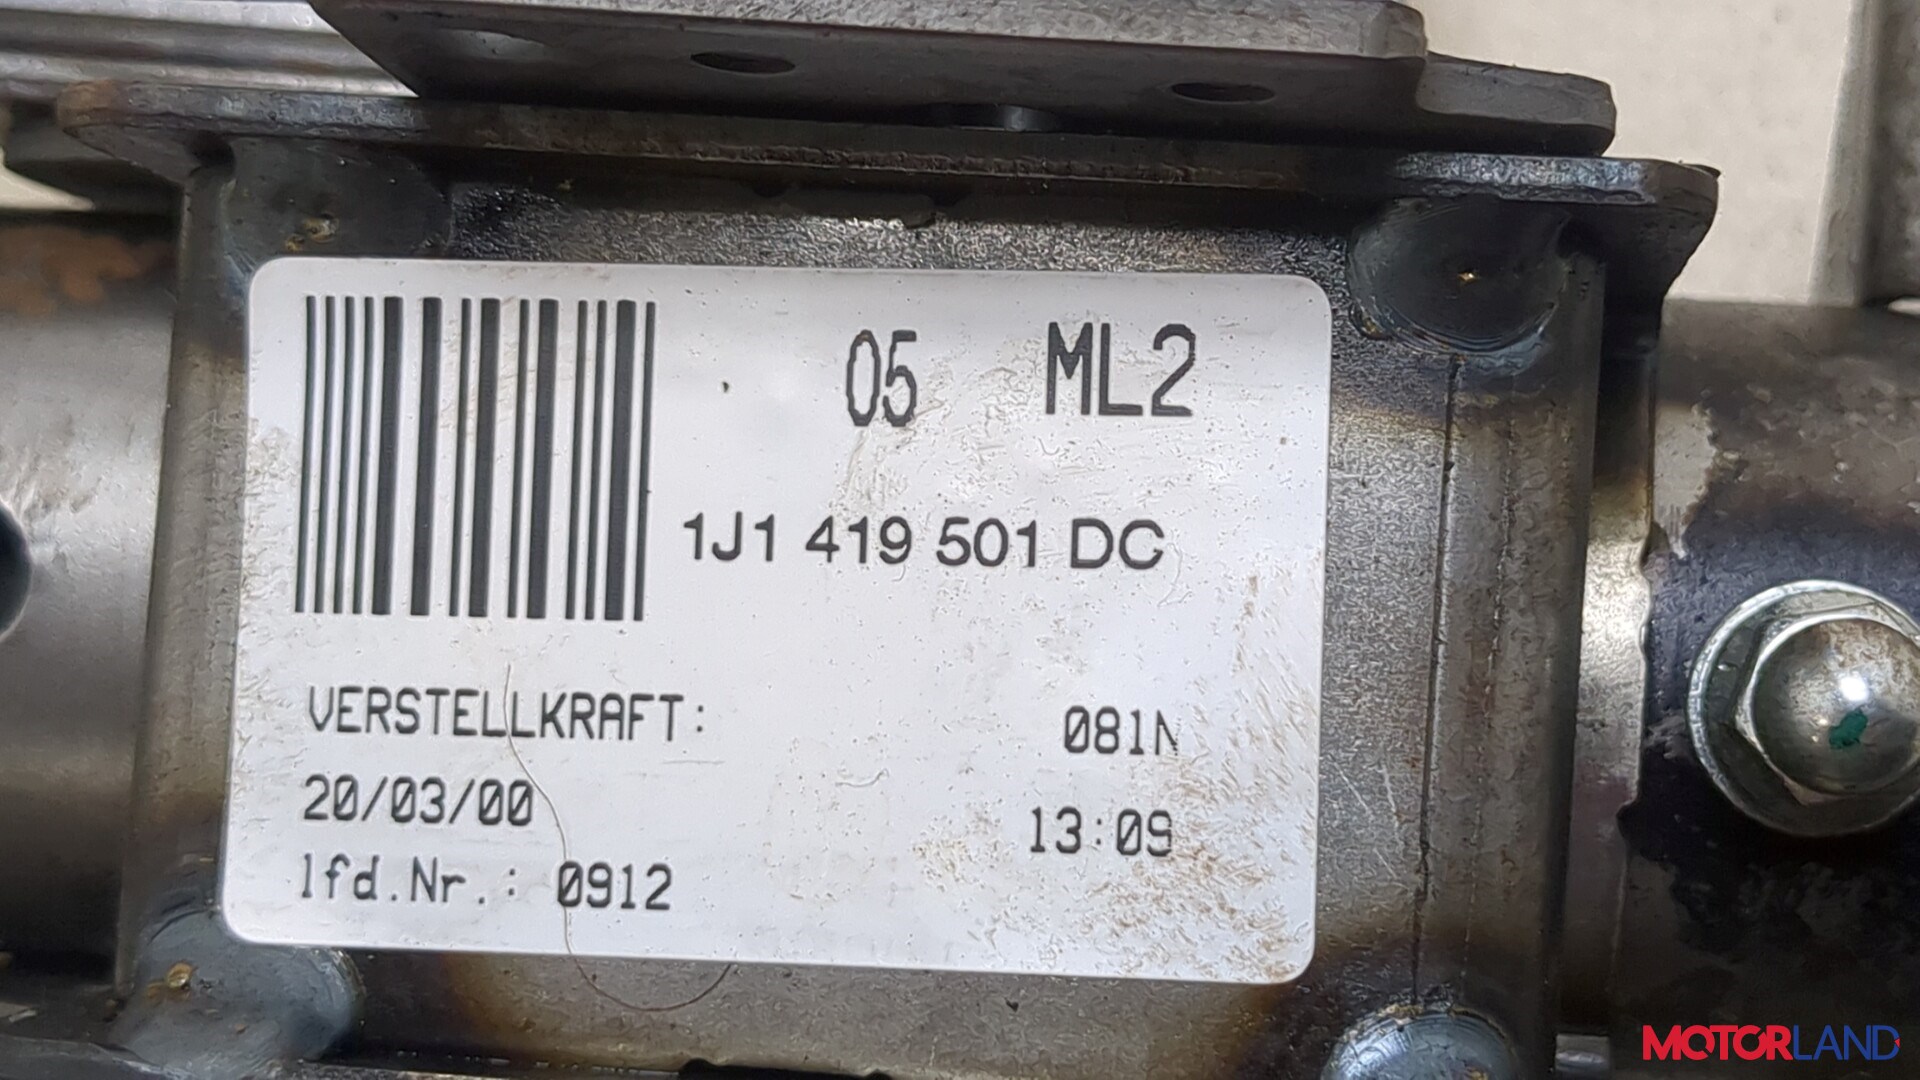 05 ML2
1J1 419 501 DC
VERSTELLKRAFT: 081N
20/03/00 13:09
lfd.Nr.: 0912
MOTORLAND